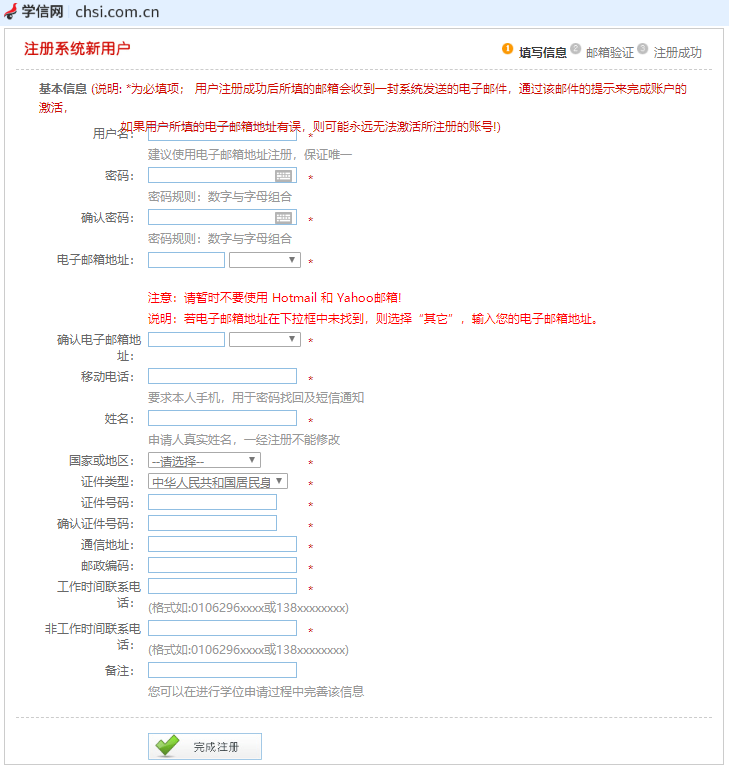 学信网 chsi.com.cn
注册系统新用户
1 填写信息 2 邮箱验证 3 注册成功
基本信息 (说明: *为必填项； 用户注册成功后所填的邮箱会收到一封系统发送的电子邮件，通过该邮件的提示来完成账户的
激活，
如果用户所填的电子邮箱地址有误，则可能永远无法激活所注册的账号!)
用户名： *
建议使用电子邮箱地址注册，保证唯一
密码： *
密码规则：数字与字母组合
确认密码： *
密码规则：数字与字母组合
电子邮箱地址： *
注意：请暂时不要使用 Hotmail 和 Yahoo邮箱!
说明：若电子邮箱地址在下拉框中未找到，则选择“其它”，输入您的电子邮箱地址。
确认电子邮箱地
址： *
移动电话： *
要求本人手机，用于密码找回及短信通知
姓名： *
申请人真实姓名，一经注册不能修改
国家或地区： --请选择-- *
证件类型： 中华人民共和国居民身 *
证件号码： *
确认证件号码： *
通信地址： *
邮政编码： *
工作时间联系电
话： *
(格式如:0106296xxxx或138xxxxxxxx)
非工作时间联系电
话： *
(格式如:0106296xxxx或138xxxxxxxx)
备注：
您可以在进行学位申请过程中完善该信息
完成注册